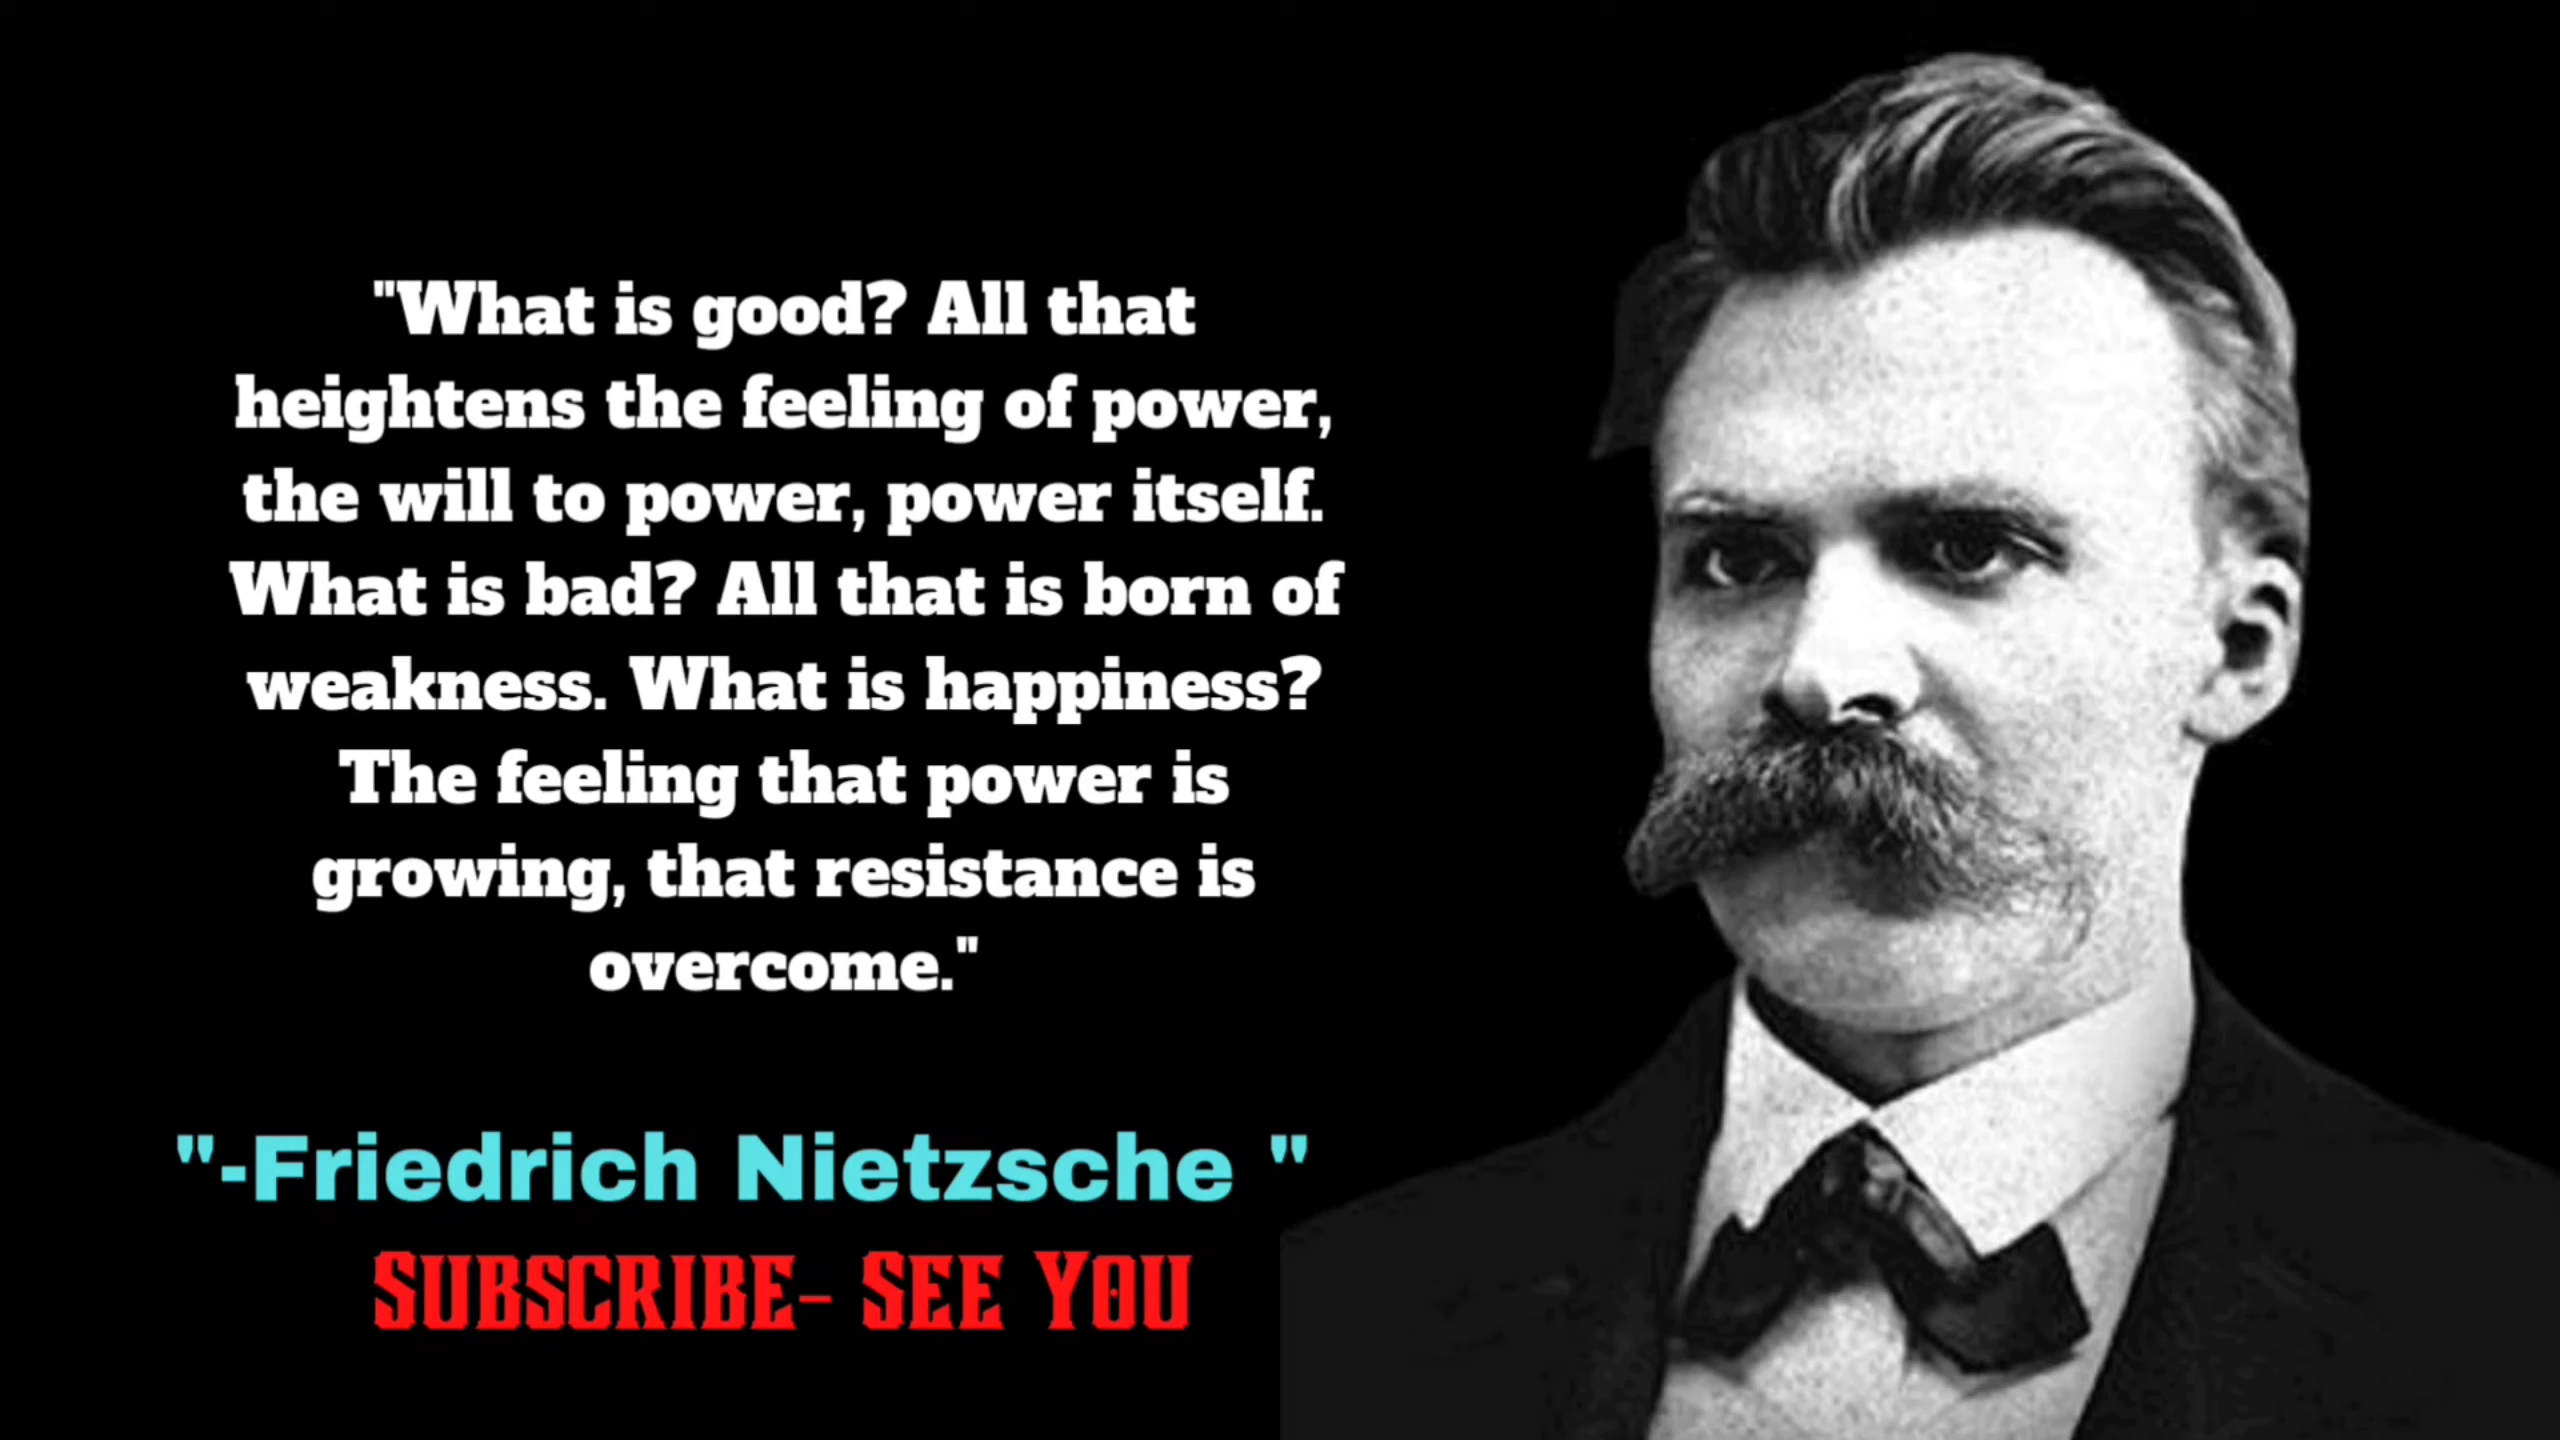 "What is good? All that
heightens the feeling of power,
the will to power, power itself.
What is bad? All that is born of
weakness. What is happiness?
The feeling that power is
growing, that resistance is
overcome."
"-Friedrich Nietzsche "
SUBSCRIBE- SEE YOU